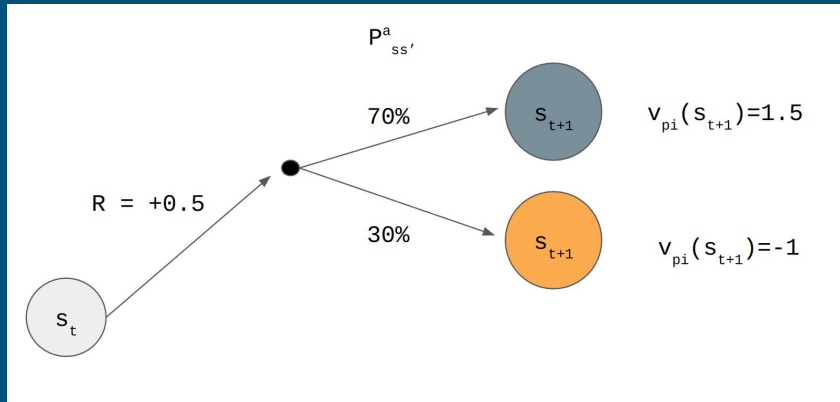 P^a_ss′
70%
s_t+1
v_pi(s_t+1)=1.5
R = +0.5
30%
s_t+1
v_pi(s_t+1)=-1
s_t